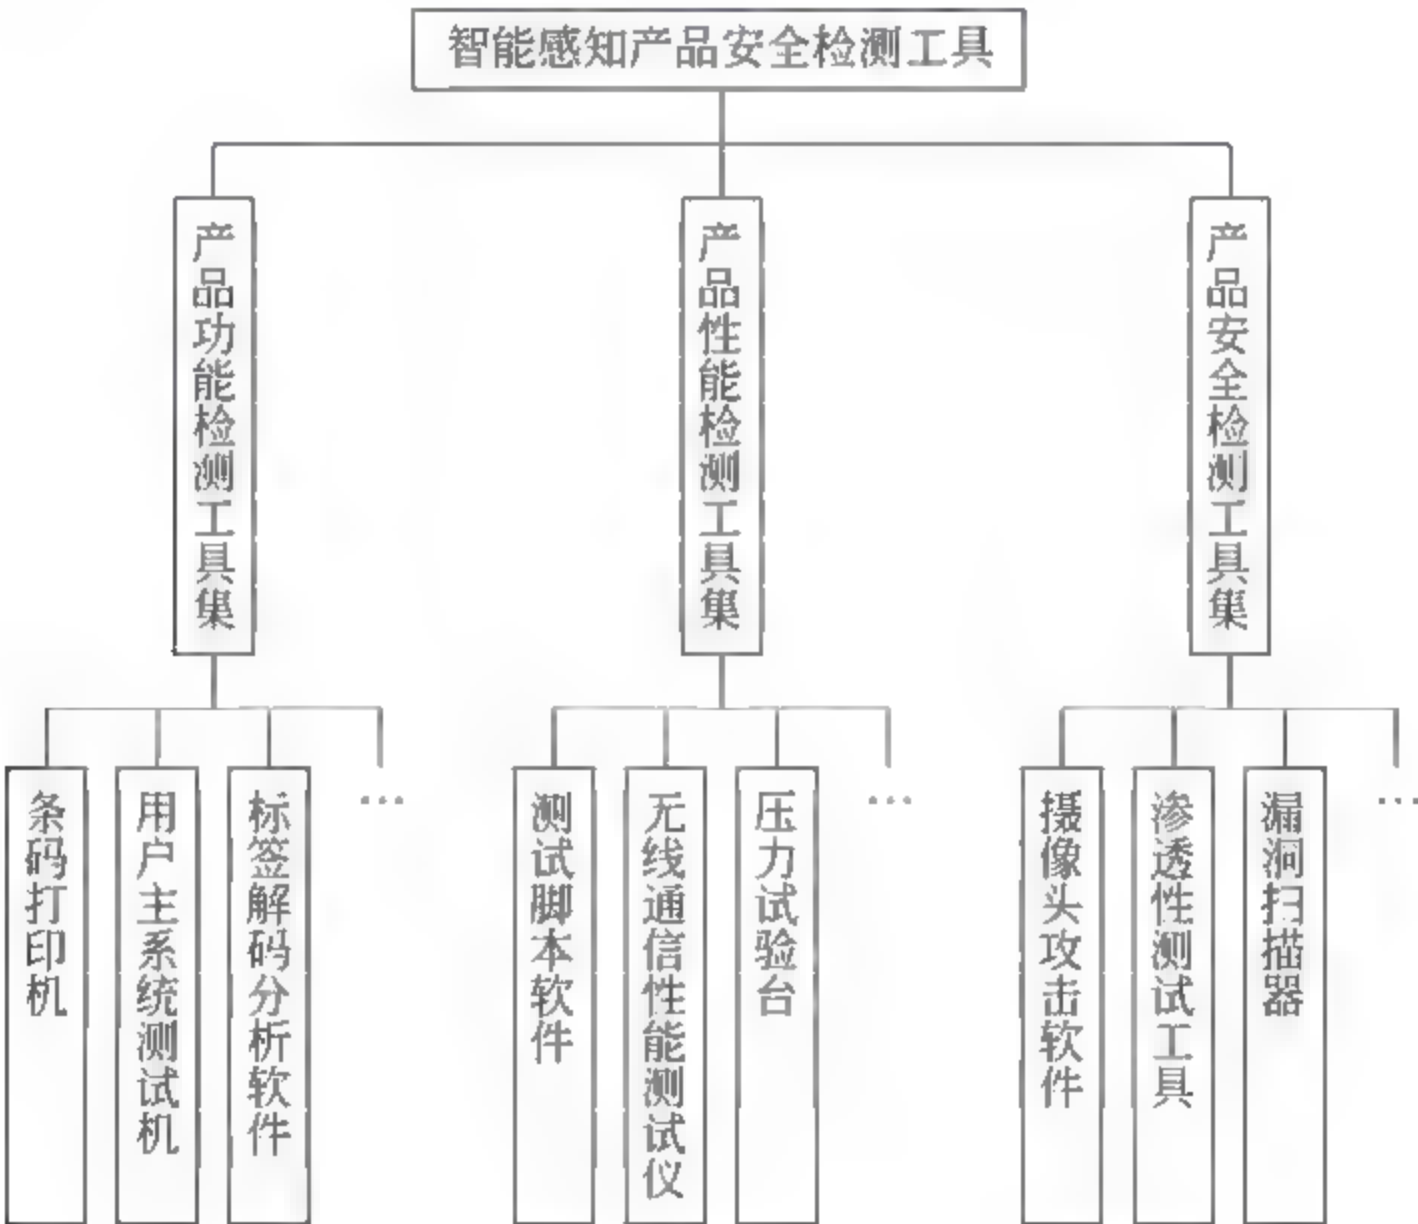 智能感知产品安全检测工具
产品功能检测工具集
产品性能检测工具集
产品安全检测工具集
条码打印机
用户主系统测试机
标签解码分析软件
…
测试脚本软件
无线通信性能测试仪
压力试验台
…
摄像头攻击软件
渗透性测试工具
漏洞扫描器
…